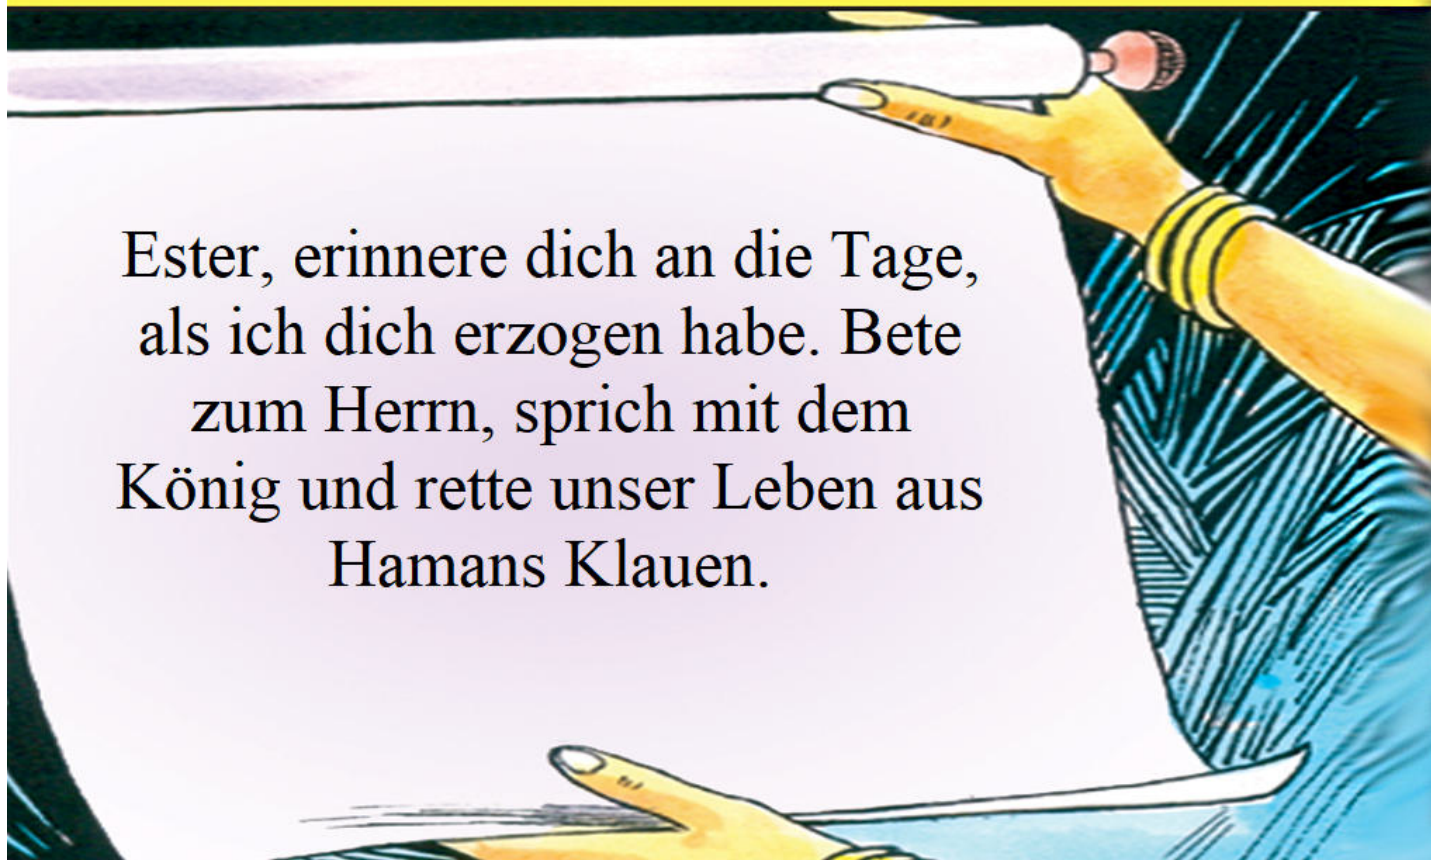 Ester, erinnere dich an die Tage,
als ich dich erzogen habe. Bete
zum Herrn, sprich mit dem
König und rette unser Leben aus
Hamans Klauen.